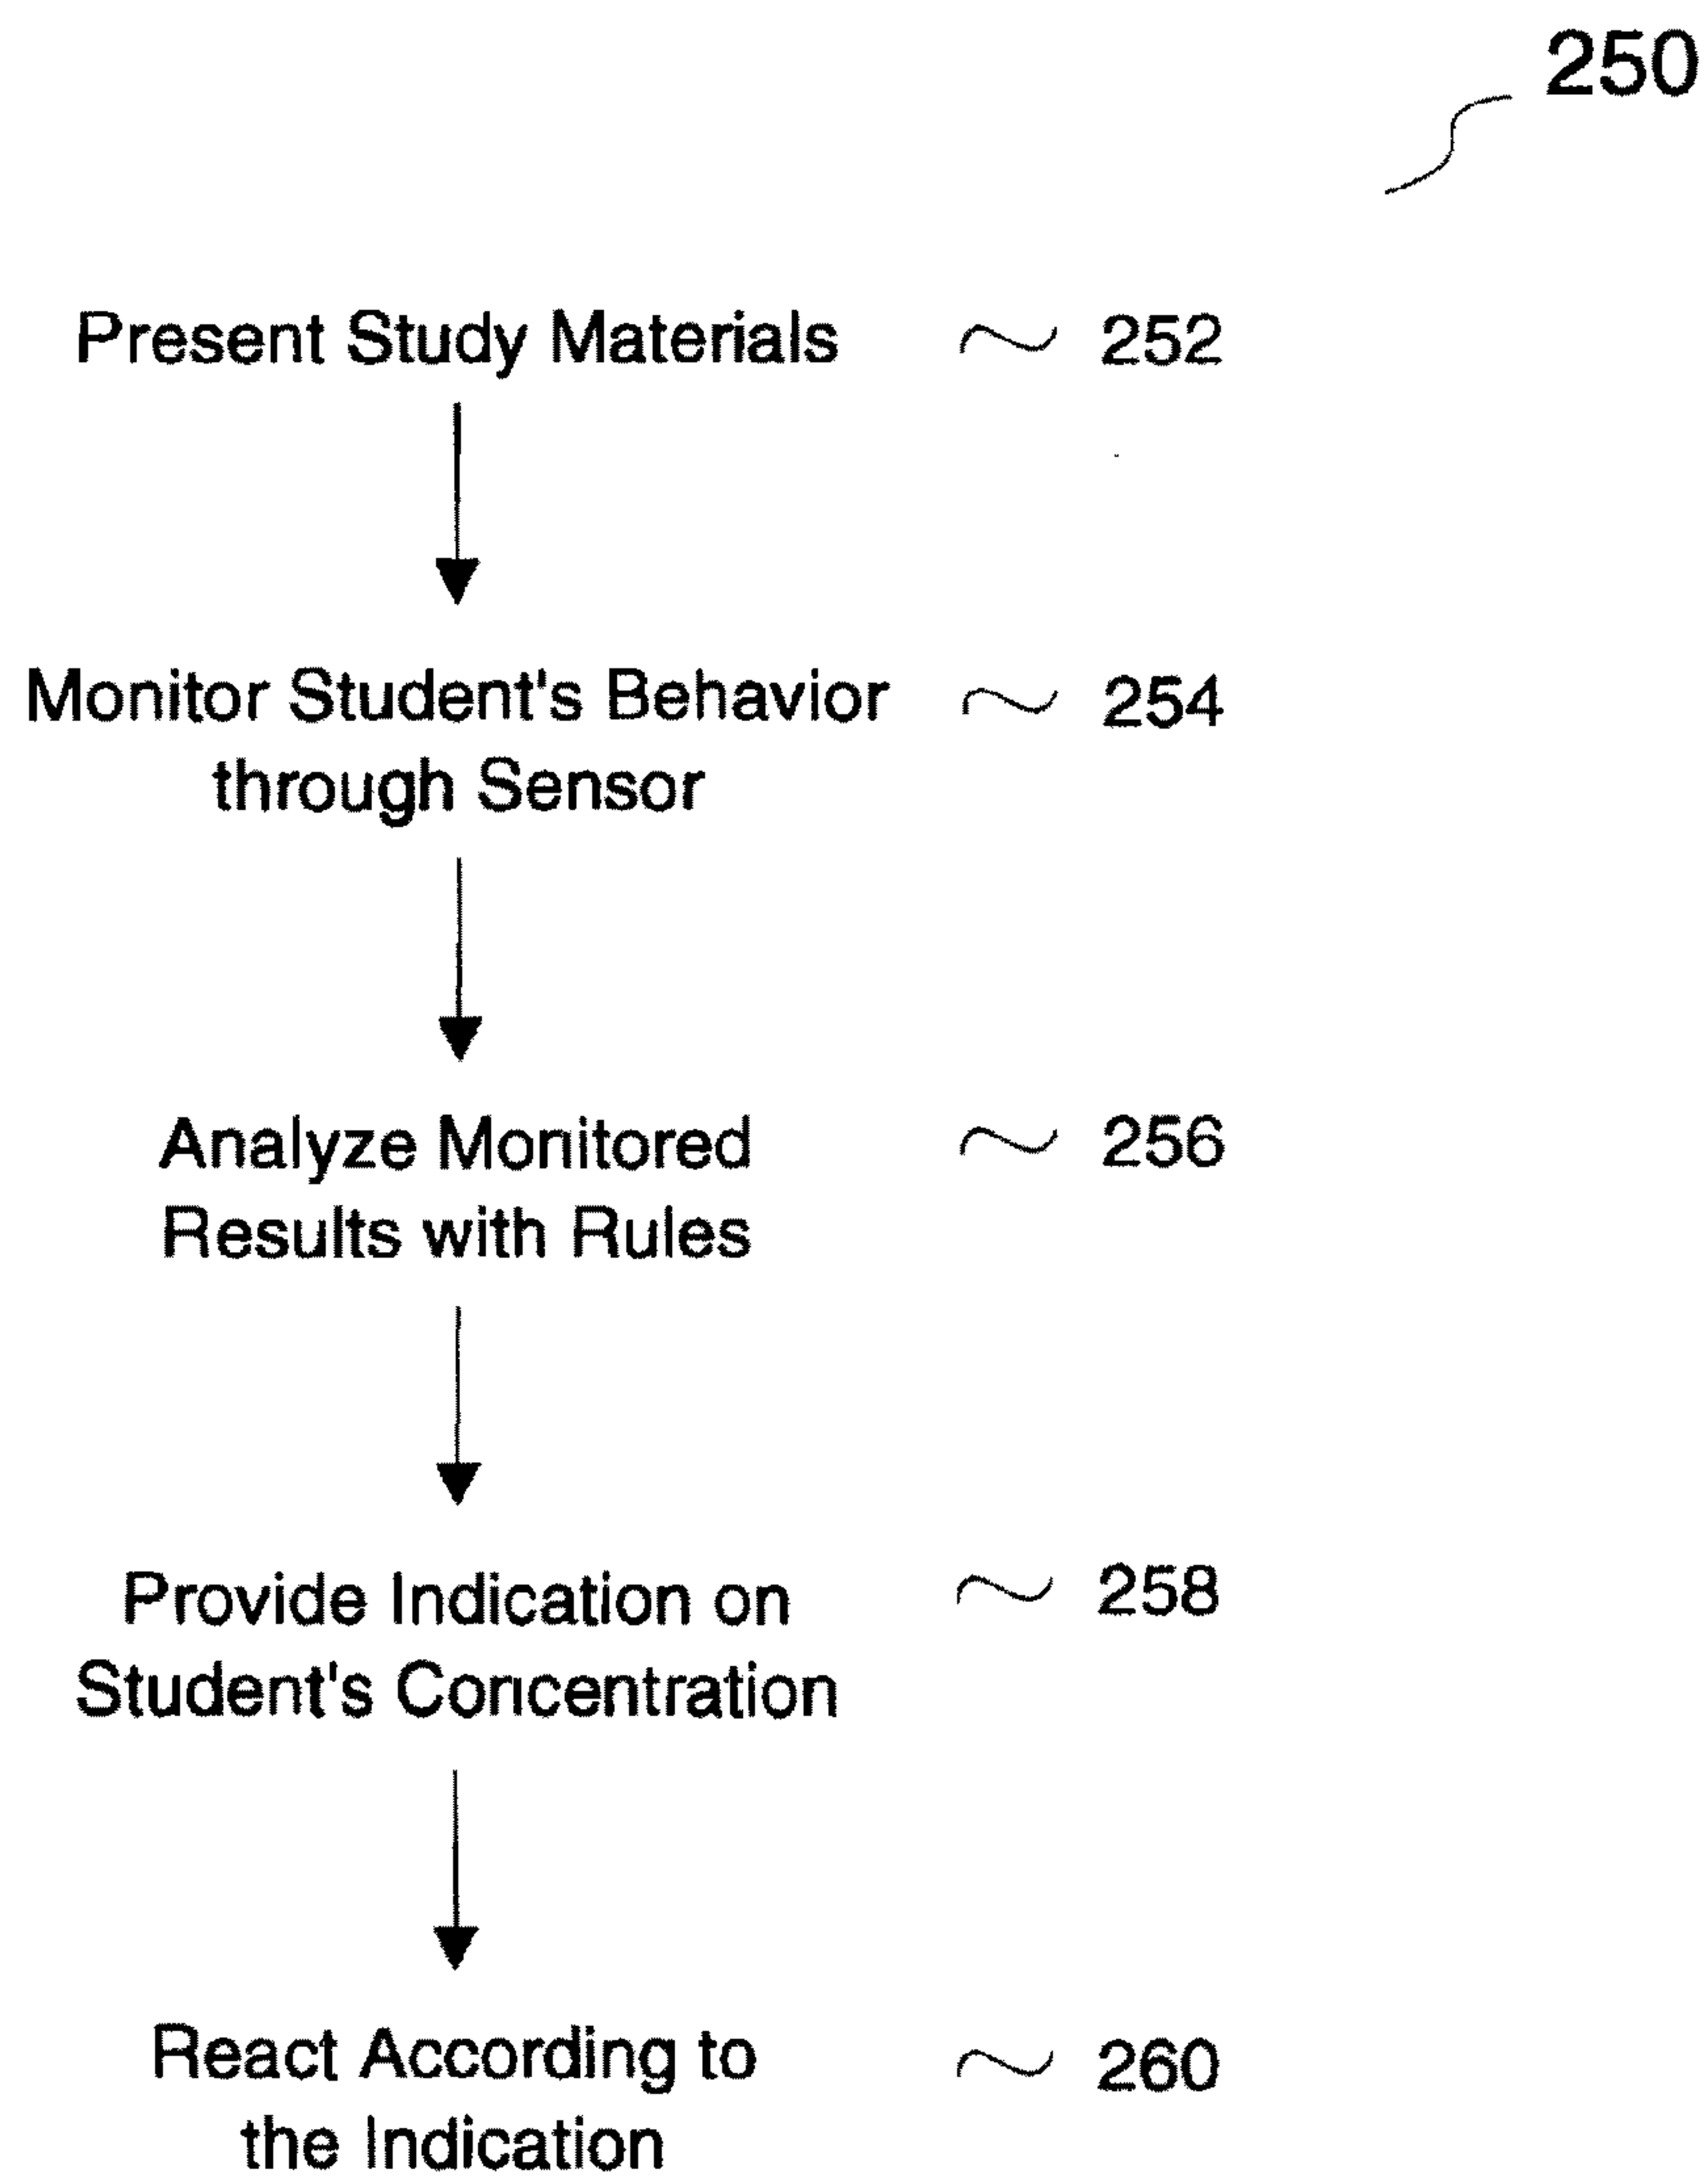 250
Present Study Materials 252
Monitor Student's Behavior 254
through Sensor
Analyze Monitored 256
Results with Rules
Provide Indication on 258
Student's Concentration
React According to 260
the Indication